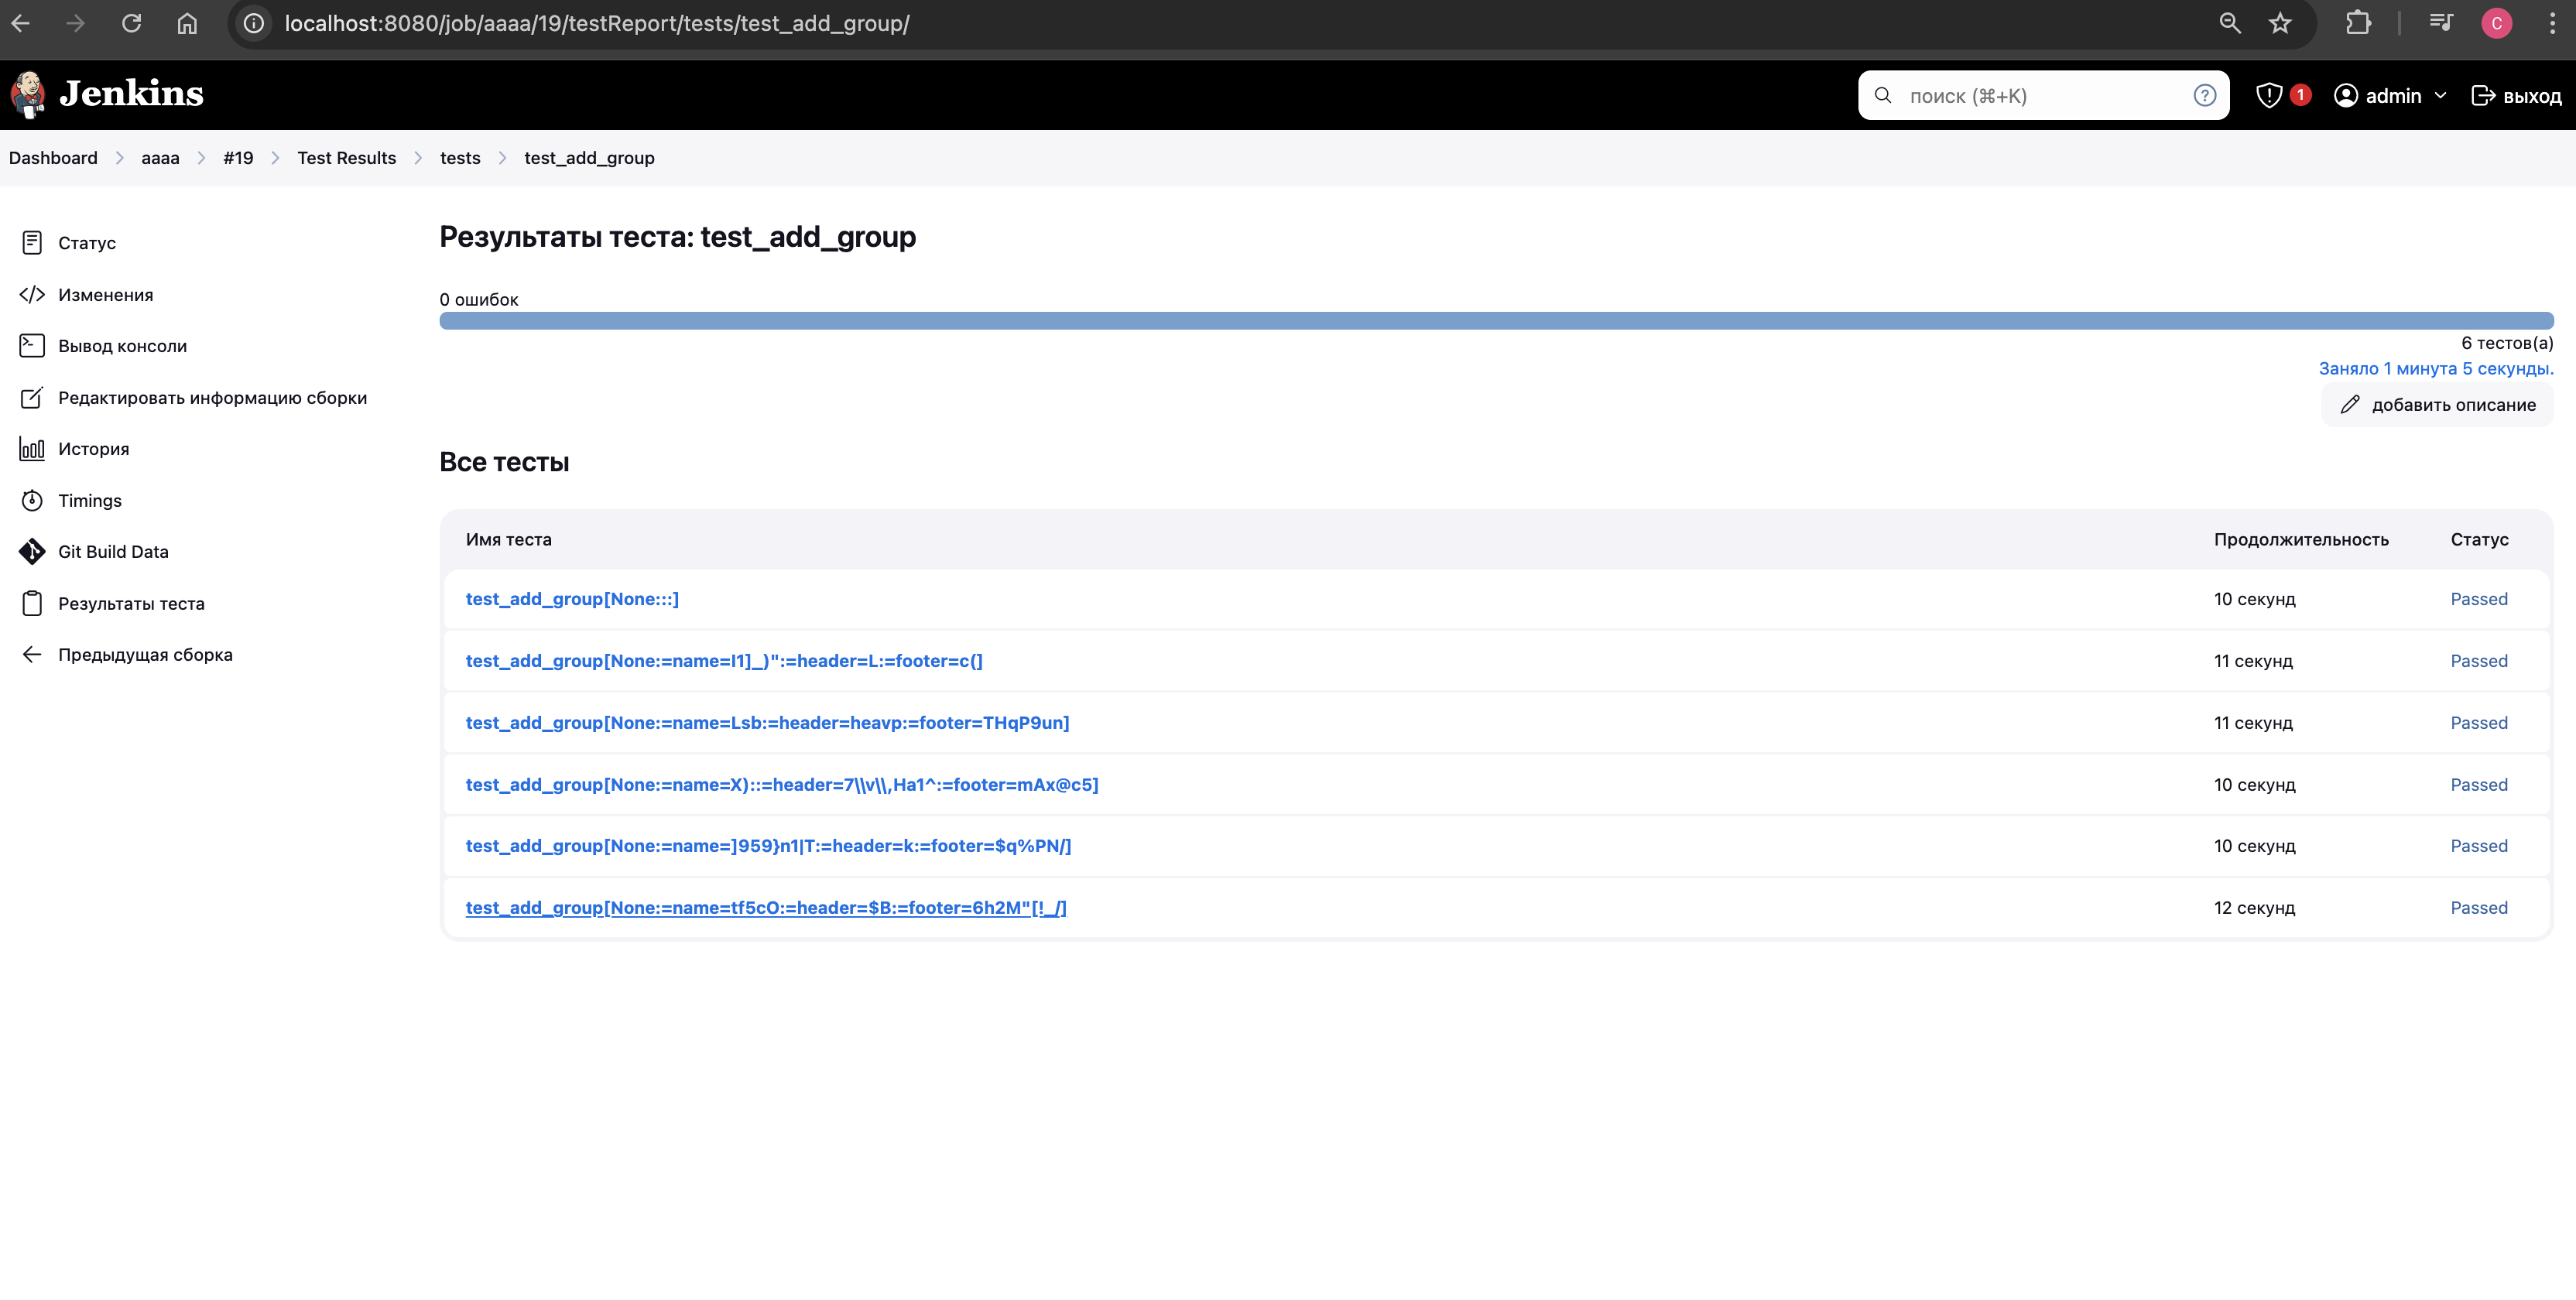 localhost:8080/job/aaaa/19/testReport/tests/test_add_group/
C
Jenkins
поиск (⌘+K)
1
admin
выход
Dashboard > aaaa > #19 > Test Results > tests > test_add_group
Статус
Изменения
Вывод консоли
Редактировать информацию сборки
История
Timings
Git Build Data
Результаты теста
Предыдущая сборка
Результаты теста: test_add_group
0 ошибок
6 тестов(а)
Заняло 1 минута 5 секунды.
добавить описание
Все тесты
Имя теста Продолжительность Статус
test_add_group[None:::] 10 секунд Passed
test_add_group[None:=name=I1]_)":=header=L:=footer=c(] 11 секунд Passed
test_add_group[None:=name=Lsb:=header=heavp:=footer=THqP9un] 11 секунд Passed
test_add_group[None:=name=X)::=header=7\\v\\,Ha1^:=footer=mAx@c5] 10 секунд Passed
test_add_group[None:=name=]959}n1|T:=header=k:=footer=$q%PN/] 10 секунд Passed
test_add_group[None:=name=tf5cO:=header=$B:=footer=6h2M"[!_/] 12 секунд Passed